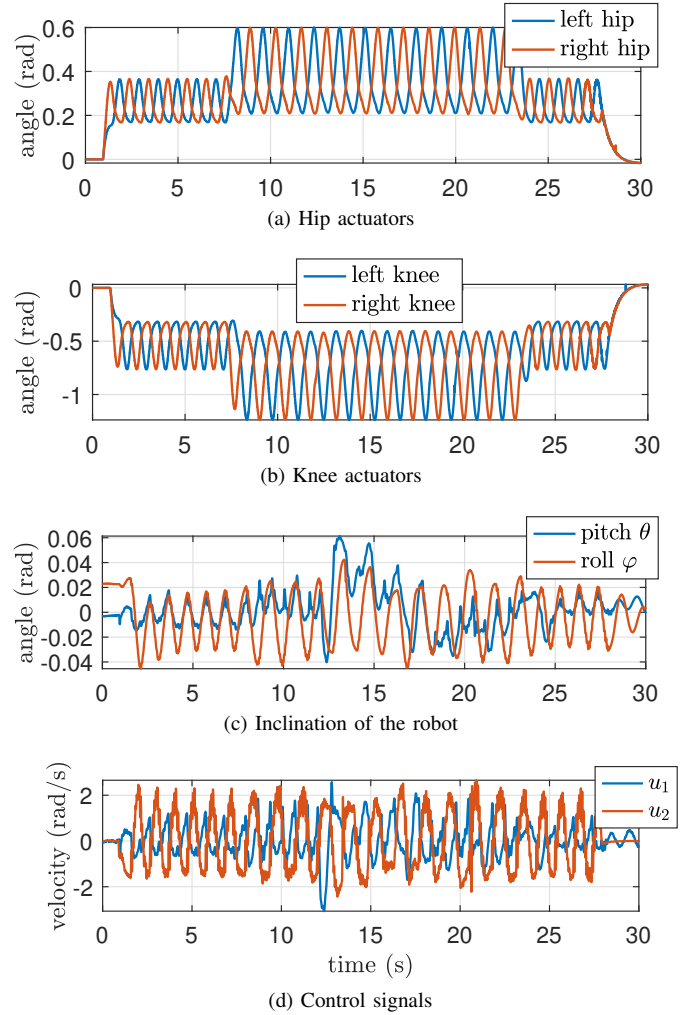 0.6
0.4
0.2
0
angle (rad)
left hip
right hip
0 5 10 15 20 25 30
(a) Hip actuators
0
-0.5
-1
angle (rad)
left knee
right knee
0 5 10 15 20 25 30
(b) Knee actuators
0.06
0.04
0.02
0
-0.02
-0.04
angle (rad)
pitch θ
roll φ
0 5 10 15 20 25 30
(c) Inclination of the robot
2
0
-2
velocity (rad/s)
u₁
u₂
0 5 10 15 20 25 30
time (s)
(d) Control signals